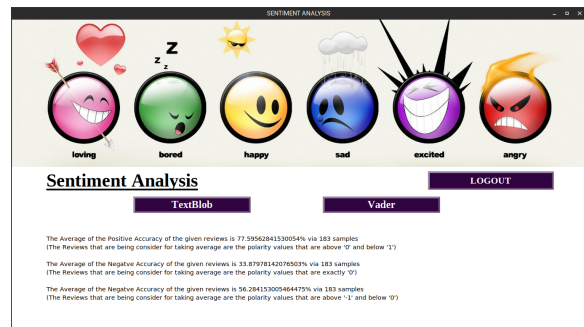 SENTIMENT ANALYSIS
Z
z
z
loving bored happy sad excited angry
Sentiment Analysis
LOGOUT
TextBlob Vader
The Average of the Positive Accuracy of the given reviews is 77.59562841530054% via 183 samples
(The Reviews that are being consider for taking average are the polarity values that are above '0' and below '1')
The Average of the Negatve Accuracy of the given reviews is 33.87978142076503% via 183 samples
(The Reviews that are being consider for taking average are the polarity values that are exactly '0')
The Average of the Negatve Accuracy of the given reviews is 56.284153005464475% via 183 samples
(The Reviews that are being consider for taking average are the polarity values that are above '-1' and below '0')